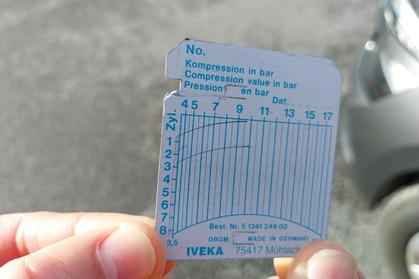 No.
Kompression in bar
Compression value in bar
Pression en bar
Dat.
Zyl. 4 5 7 9 11 13 15 17
1
2
3
4
5
6
7
8
3,5
Best. Nr. 5 1341 248 00
DBGM MADE IN GERMANY
IVEKA 75417 Mühlack